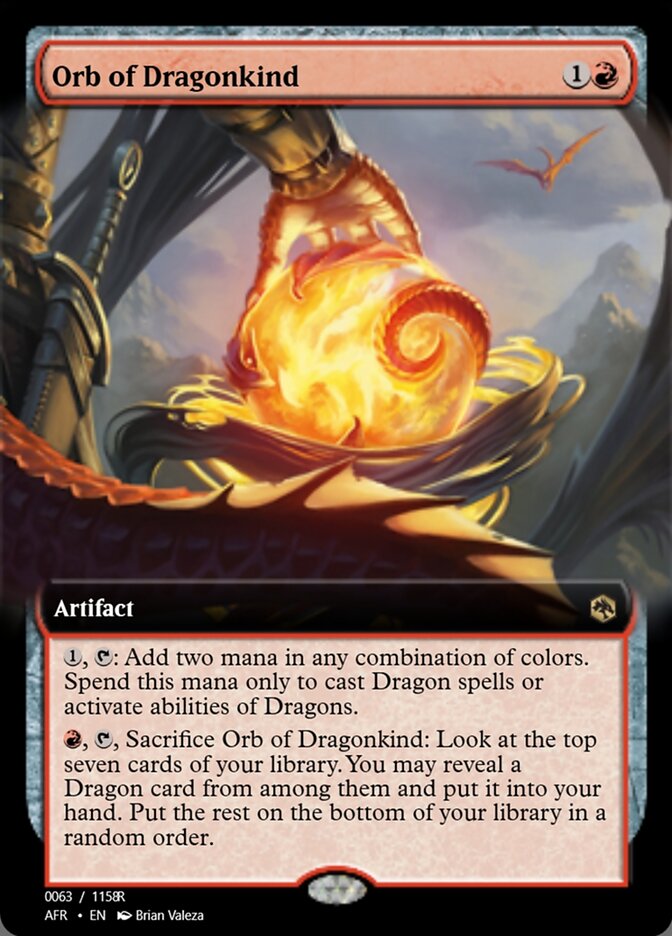 Orb of Dragonkind 1
Artifact
1, : Add two mana in any combination of colors.
Spend this mana only to cast Dragon spells or
activate abilities of Dragons.
, , Sacrifice Orb of Dragonkind: Look at the top
seven cards of your library. You may reveal a
Dragon card from among them and put it into your
hand. Put the rest on the bottom of your library in a
random order.
0063 / 1158R
AFR • EN Brian Valeza